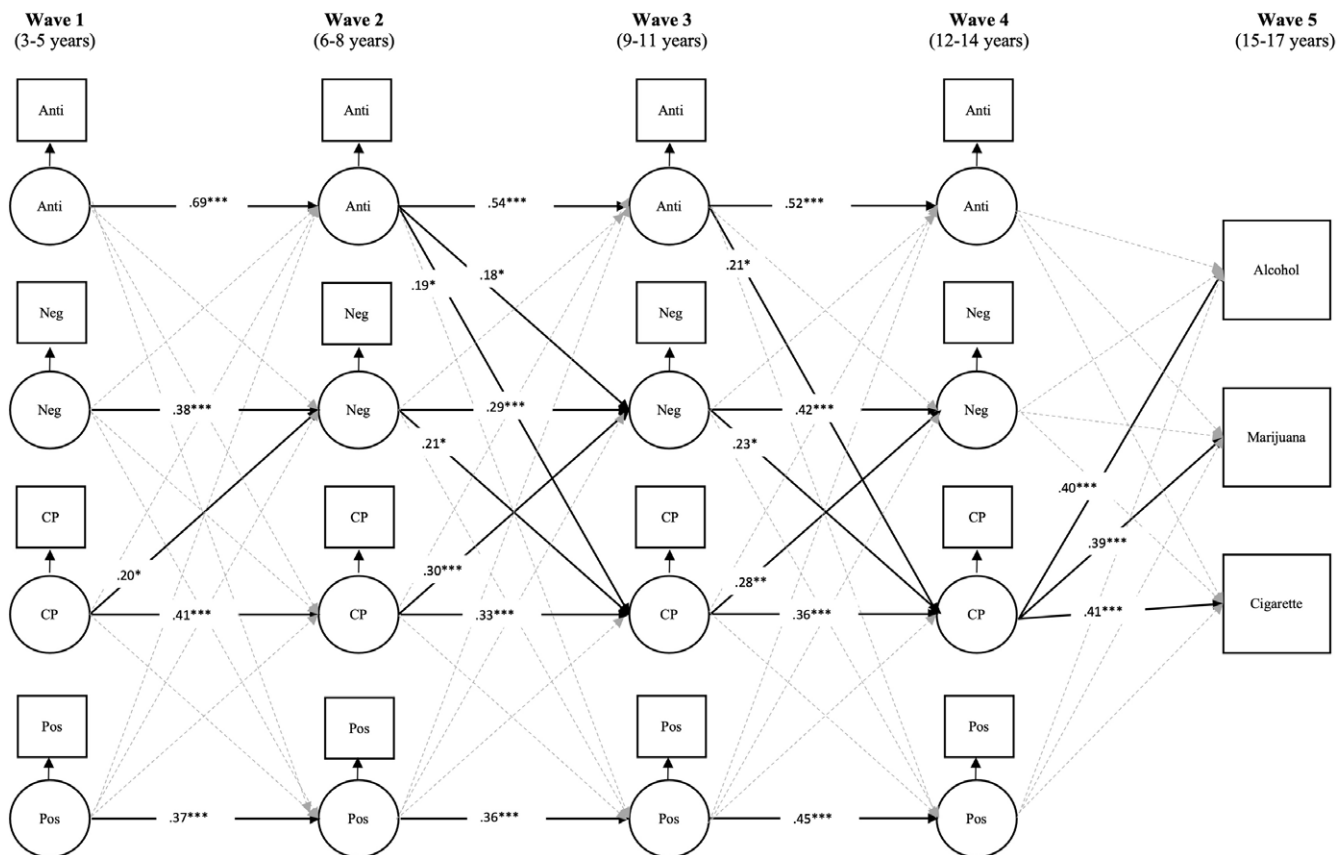 Wave 1
(3-5 years)
Wave 2
(6-8 years)
Wave 3
(9-11 years)
Wave 4
(12-14 years)
Wave 5
(15-17 years)
Anti
Anti
Anti
Anti
Anti
.69***
Anti
.54***
Anti
.52***
Anti
Alcohol
.18*
.19*
.21*
Neg
Neg
Neg
Neg
Neg
.38***
Neg
.29***
Neg
.42***
Neg
Marijuana
.21*
.23*
CP
CP
CP
CP
.40***
.39***
.20*
.30***
.28**
CP
.41***
CP
.33***
CP
.36***
CP
.41***
Cigarette
Pos
Pos
Pos
Pos
Pos
.37***
Pos
.36***
Pos
.45***
Pos